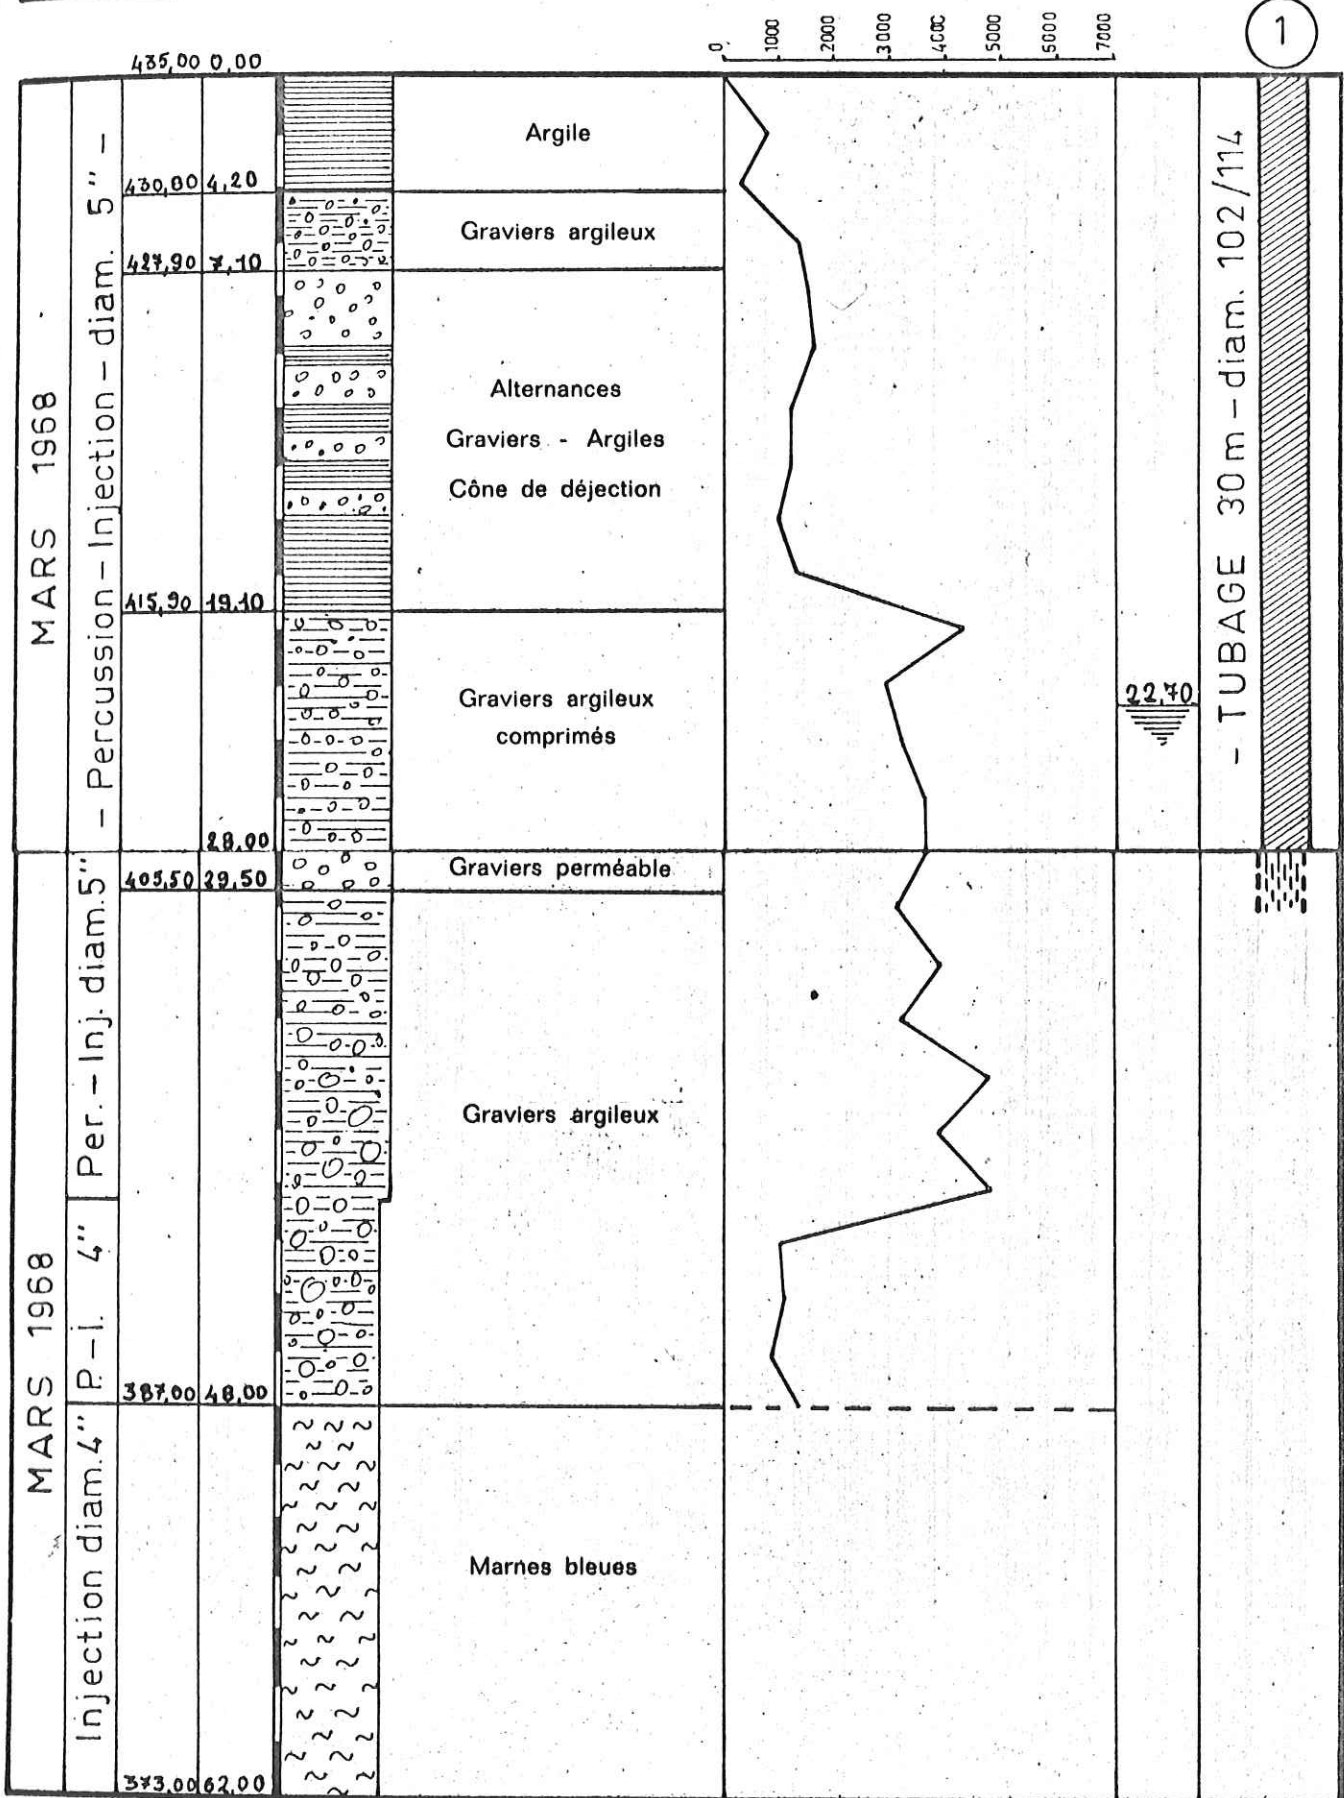 0 1000 2000 3000 4000 5000 6000 7000
1
435,00 0,00
MARS 1968
– Percussion – Injection – diam. 5" –
Argile
430,80 4,20
Graviers argileux
427,90 7,10
Alternances
Graviers - Argiles
Cône de déjection
415,90 19,10
Graviers argileux
comprimés
22,70
– TUBAGE 30 m – diam. 102/114
28,00
Graviers perméable
405,50 29,50
Per. – Inj. diam. 5"
Graviers argileux
MARS 1968
P. – i. 4"
387,00 48,00
Injection diam. 4"
Marnes bleues
373,00 62,00